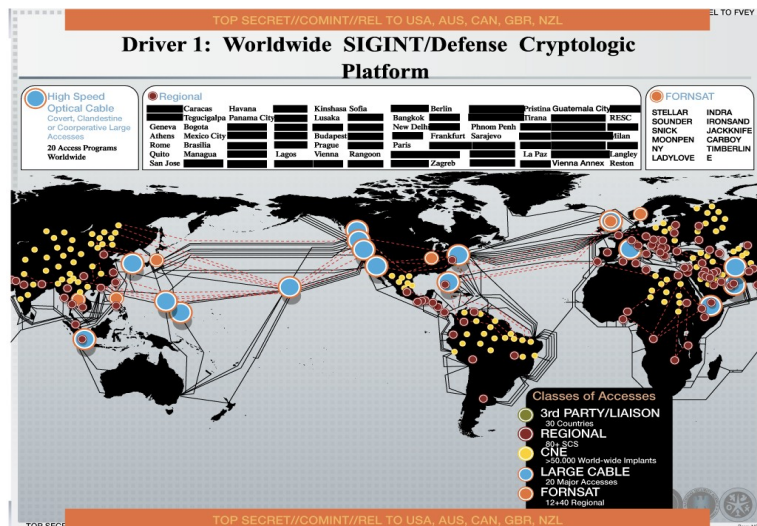 TOP SECRET//COMINT//REL TO USA, AUS, CAN, GBR, NZL
EL TO FVEY
Driver 1: Worldwide SIGINT/Defense Cryptologic
Platform
High Speed
Optical Cable
Covert, Clandestine
or Coorperative Large
Accesses
20 Access Programs
Worldwide
Regional
Caracas Havana Kinshasa Sofia Berlin Pristina Guatemala City
Tegucigalpa Panama City Lusaka Bangkok Tirana RESC
Geneva Bogota New Delhi Phnom Penh
Athens Mexico City Budapest Frankfurt Sarajevo Milan
Rome Brasilia Prague Paris
Quito Managua Lagos Vienna Rangoon La Paz Langley
San Jose Zagreb Vienna Annex Reston
FORNSAT
STELLAR INDRA
SOUNDER IRONSAND
SNICK JACKKNIFE
MOONPEN CARBOY
NY TIMBERLIN
LADYLOVE E
Classes of Accesses
3rd PARTY/LIAISON
30 Countries
REGIONAL
80+ SCS
CNE
>50.000 World-wide Implants
LARGE CABLE
20 Major Accesses
FORNSAT
12+40 Regional
TOP SECRET//COMINT//REL TO USA, AUS, CAN, GBR, NZL